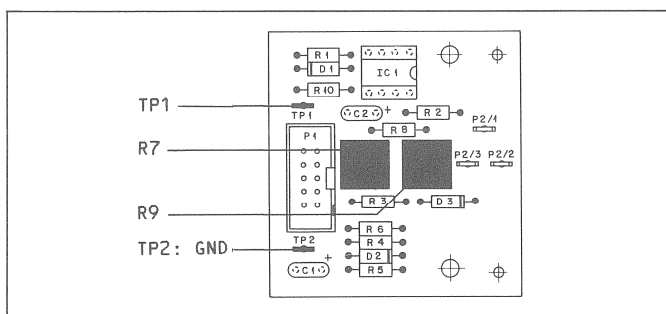 R1
D1
IC1
R10
TP1
TP1
C2 +
R2
P1
R8
P2/1
R7
P2/3
P2/2
R3
D3
R9
R6
TP2
R4
TP2: GND
D2
+
C1
R5